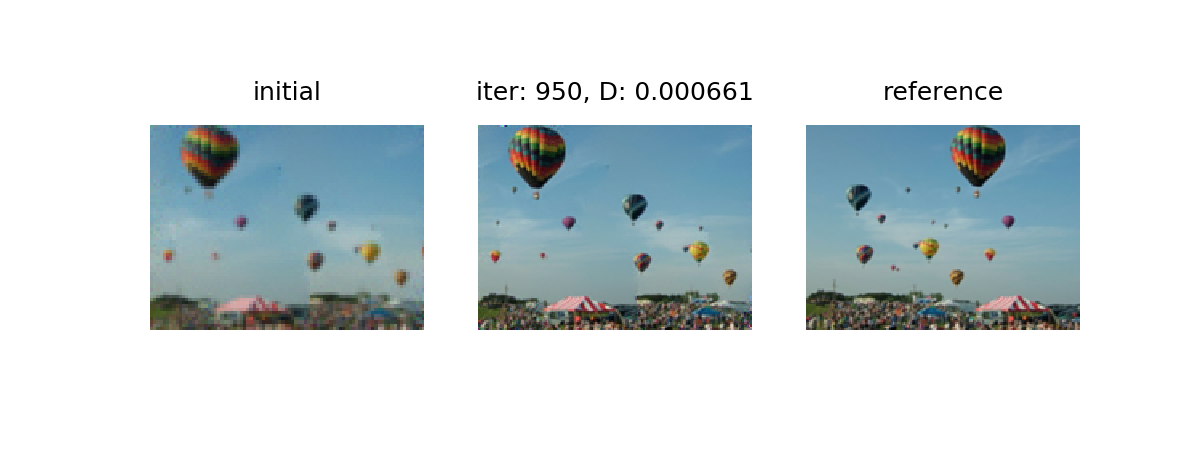 initial
iter: 950, D: 0.000661
reference